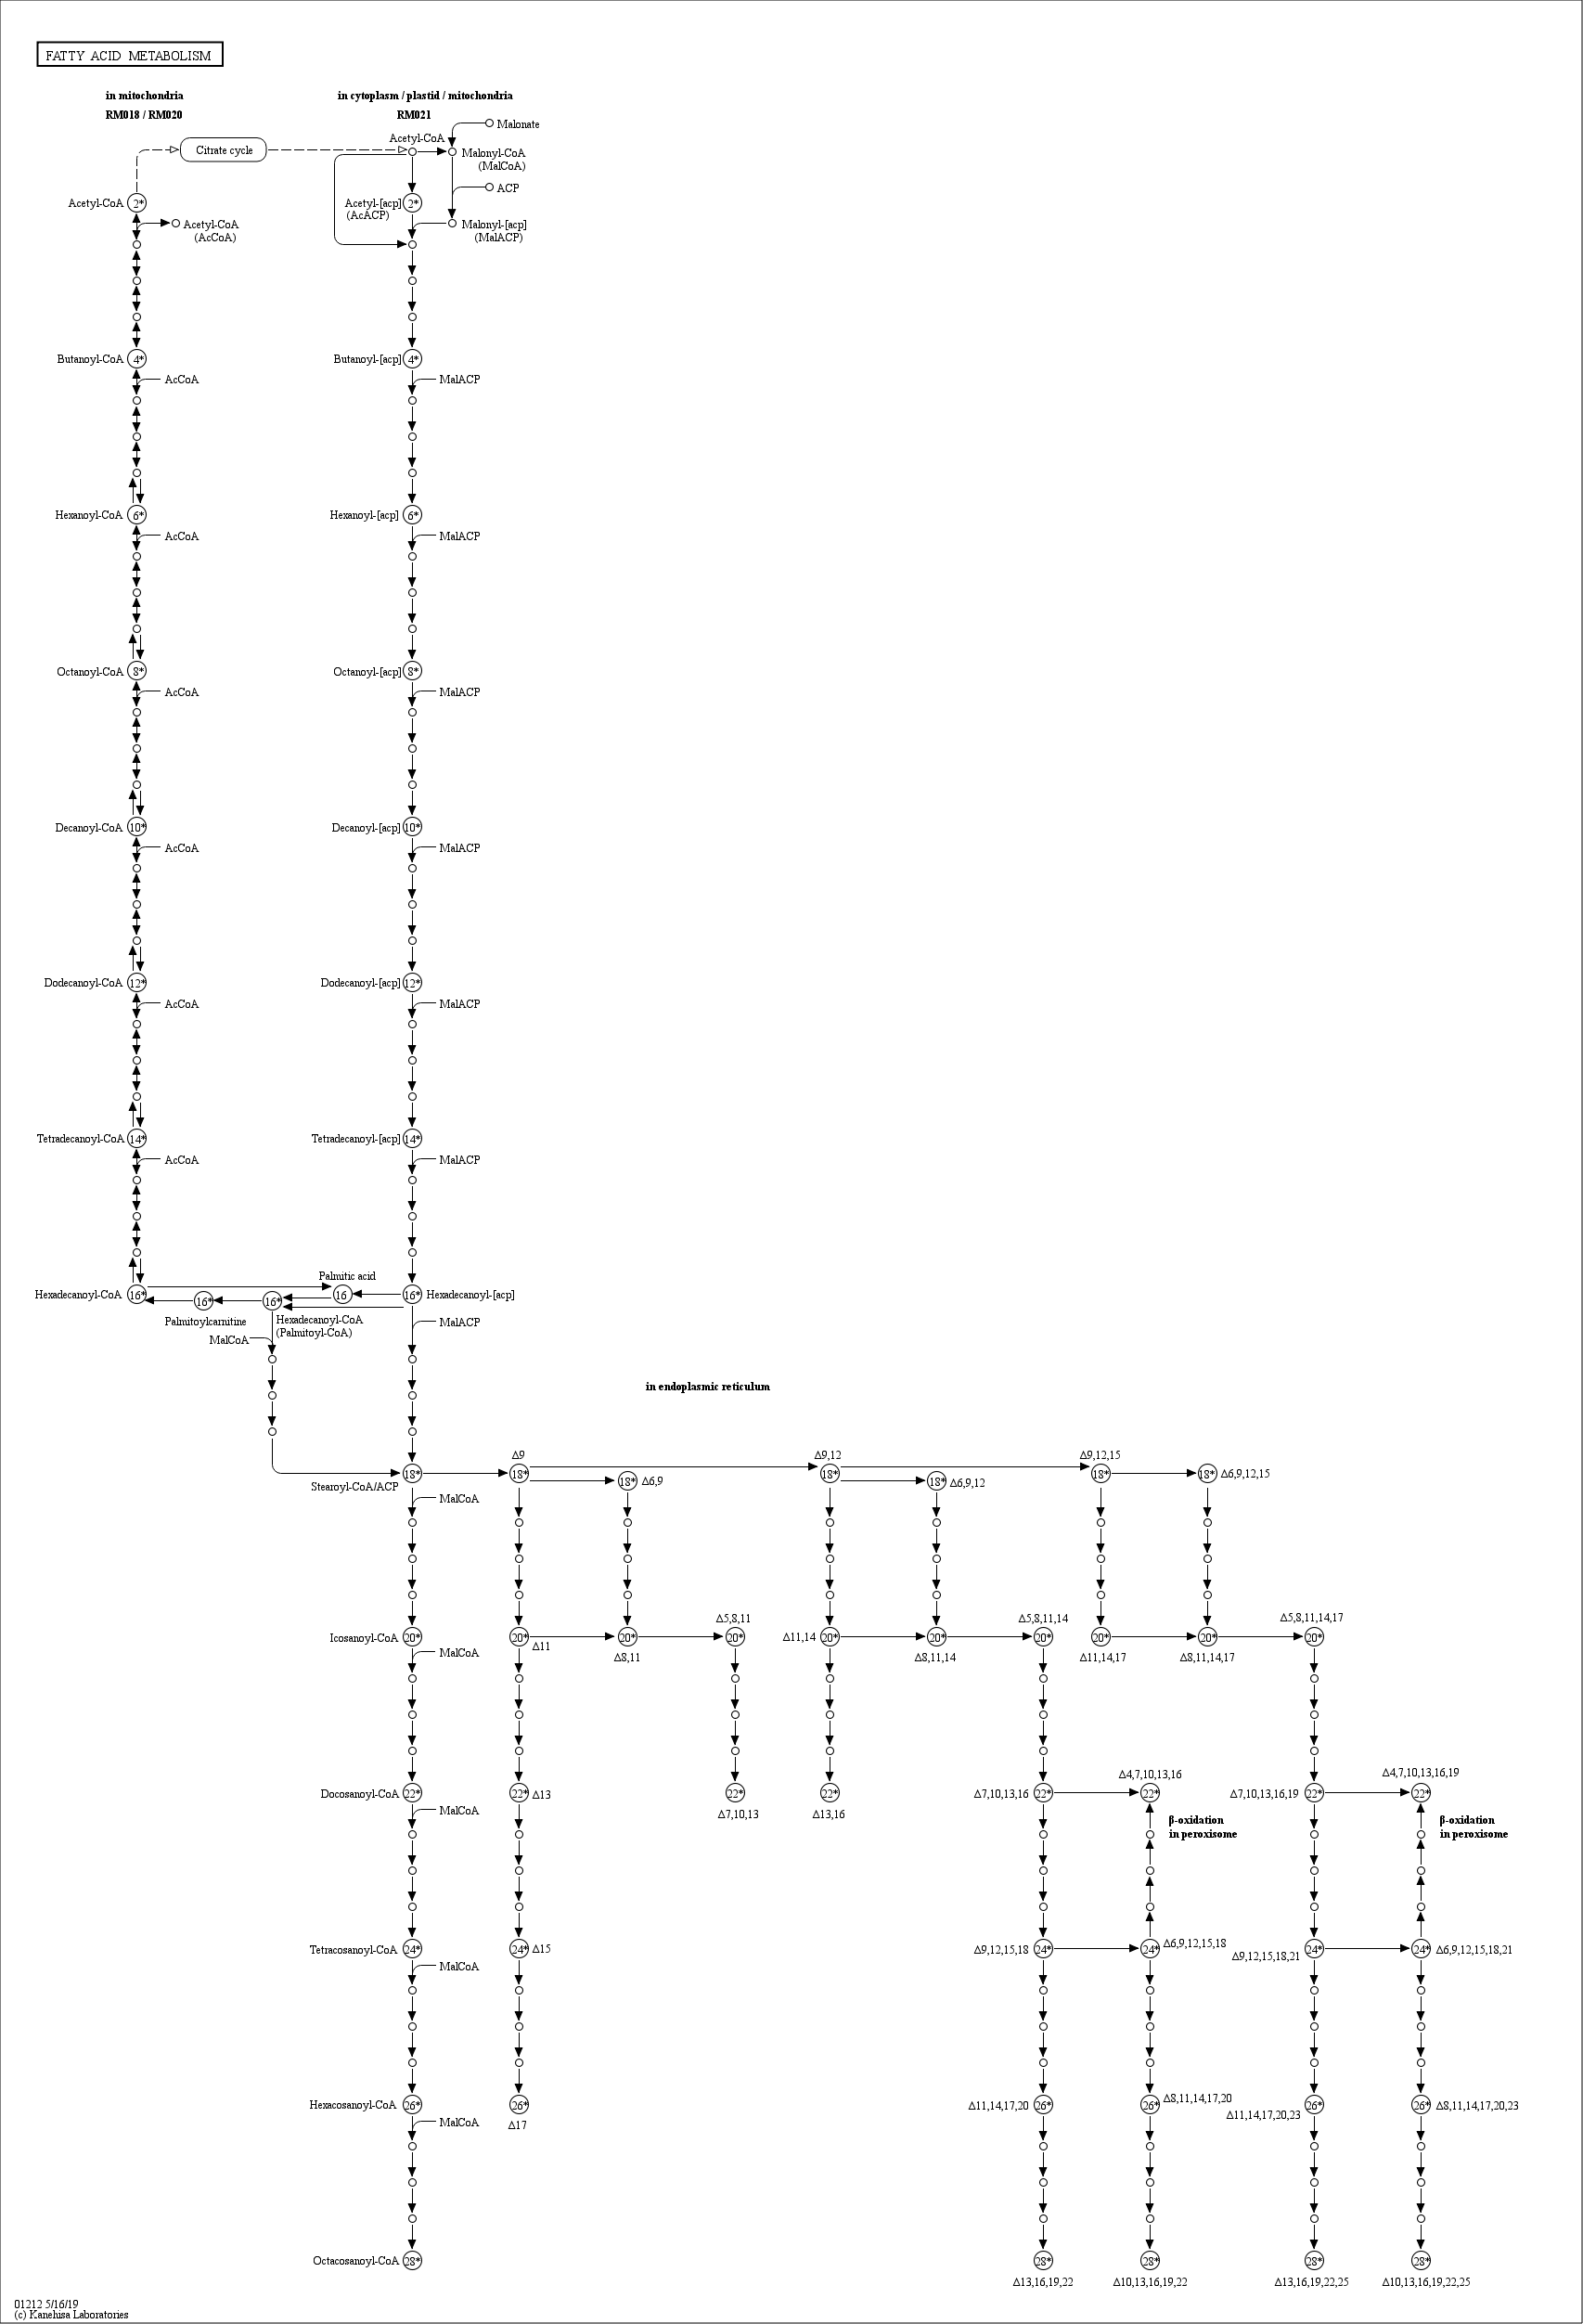 FATTY ACID METABOLISM
in mitochondria
RM018 / RM020
in cytoplasm / plastid / mitochondria
RM021
Malonate
Acetyl-CoA
Citrate cycle
Malonyl-CoA
(MalCoA)
ACP
Acetyl-CoA 2*
Acetyl-[acp] 2*
(AcACP)
Acetyl-CoA
(AcCoA)
Malonyl-[acp]
(MalACP)
Butanoyl-CoA 4*
Butanoyl-[acp] 4*
AcCoA
MalACP
Hexanoyl-CoA 6*
Hexanoyl-[acp] 6*
AcCoA
MalACP
Octanoyl-CoA 8*
Octanoyl-[acp] 8*
AcCoA
MalACP
Decanoyl-CoA 10*
Decanoyl-[acp] 10*
AcCoA
MalACP
Dodecanoyl-CoA 12*
Dodecanoyl-[acp] 12*
AcCoA
MalACP
Tetradecanoyl-CoA 14*
Tetradecanoyl-[acp] 14*
AcCoA
MalACP
Palmitic acid
Hexadecanoyl-CoA 16*
16*
16*
16
16* Hexadecanoyl-[acp]
Palmitoylcarnitine
Hexadecanoyl-CoA
(Palmitoyl-CoA)
MalACP
MalCoA
in endoplasmic reticulum
Δ9
Δ9,12
Δ9,12,15
18*
18*
18* Δ6,9
18*
18* Δ6,9,12
18*
18* Δ6,9,12,15
Stearoyl-CoA/ACP
MalCoA
Δ5,8,11
Δ5,8,11,14
Δ5,8,11,14,17
Icosanoyl-CoA 20*
20* Δ11
20*
20*
Δ11,14 20*
20*
20*
20*
20*
20*
MalCoA
Δ8,11
Δ8,11,14
Δ11,14,17
Δ8,11,14,17
Δ4,7,10,13,16
Δ4,7,10,13,16,19
Docosanoyl-CoA 22*
22* Δ13
22*
22*
Δ7,10,13,16 22*
22*
Δ7,10,13,16,19 22*
22*
MalCoA
Δ7,10,13
Δ13,16
β-oxidation
in peroxisome
β-oxidation
in peroxisome
Tetracosanoyl-CoA 24*
24* Δ15
Δ9,12,15,18 24*
24* Δ6,9,12,15,18
Δ9,12,15,18,21 24*
24* Δ6,9,12,15,18,21
MalCoA
Hexacosanoyl-CoA 26*
26*
Δ11,14,17,20 26*
26* Δ8,11,14,17,20
Δ11,14,17,20,23 26*
26* Δ8,11,14,17,20,23
MalCoA
Δ17
Octacosanoyl-CoA 28*
28*
28*
28*
28*
Δ13,16,19,22
Δ10,13,16,19,22
Δ13,16,19,22,25
Δ10,13,16,19,22,25
01212 5/16/19
(c) Kanehisa Laboratories